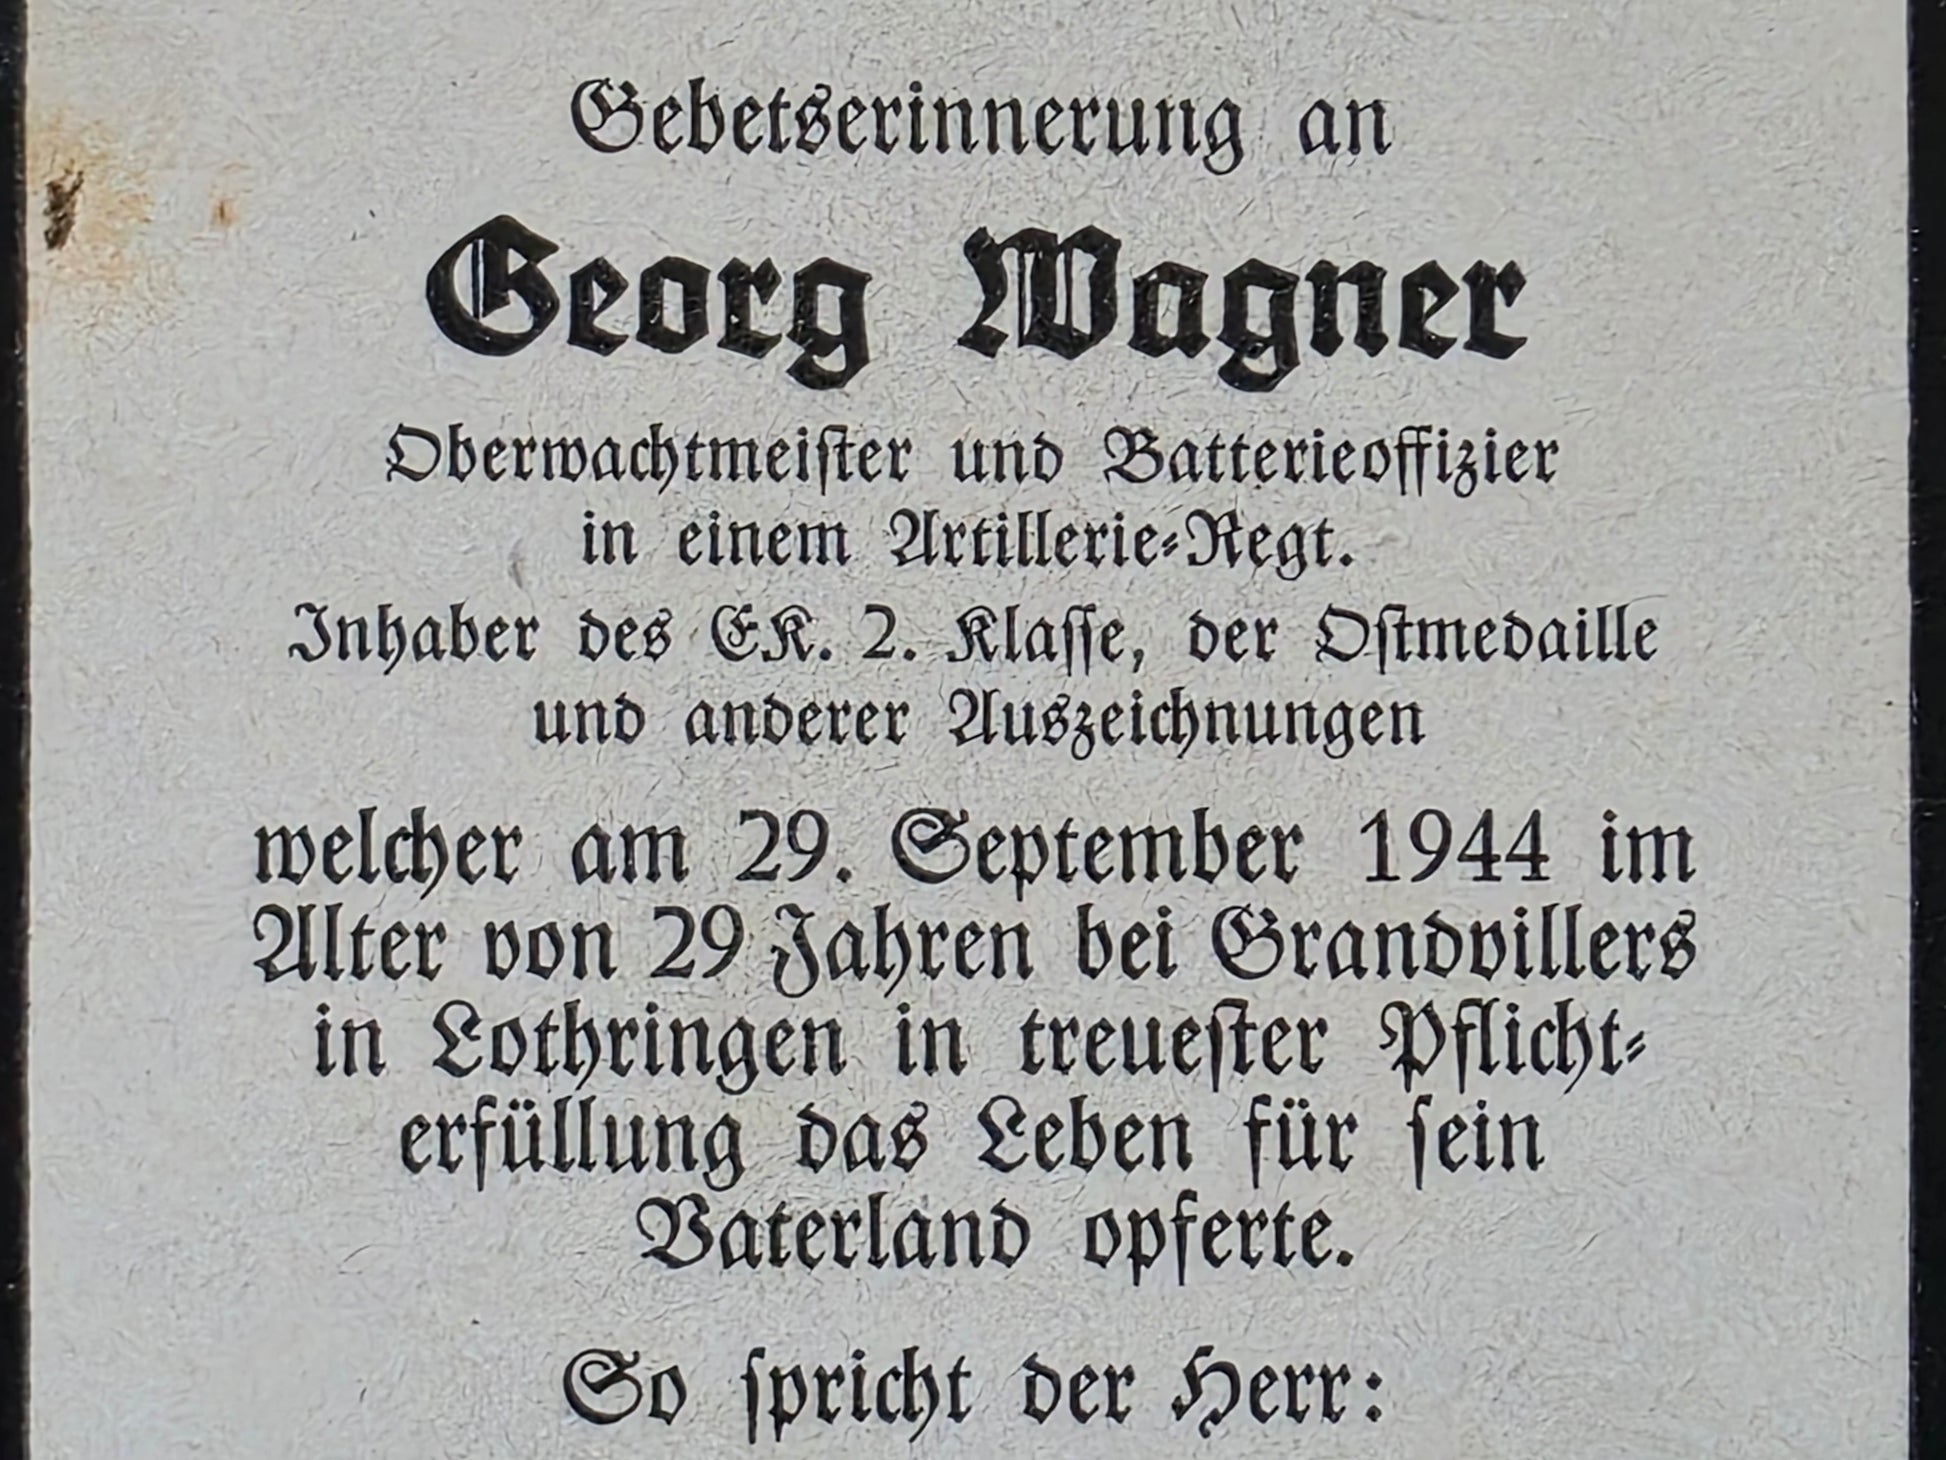 Gebetserinnerung an
Georg Wagner
Oberwachtmeiſter und Batterieoffizier
in einem Artillerie⸗Regt.
Inhaber des EK. 2. Klaſſe, der Oſtmedaille
und anderer Auszeichnungen
welcher am 29. September 1944 im
Alter von 29 Jahren bei Grandvillers
in Lothringen in treueſter Pflicht⸗
erfüllung das Leben für ſein
Vaterland opferte.
So ſpricht der Herr: